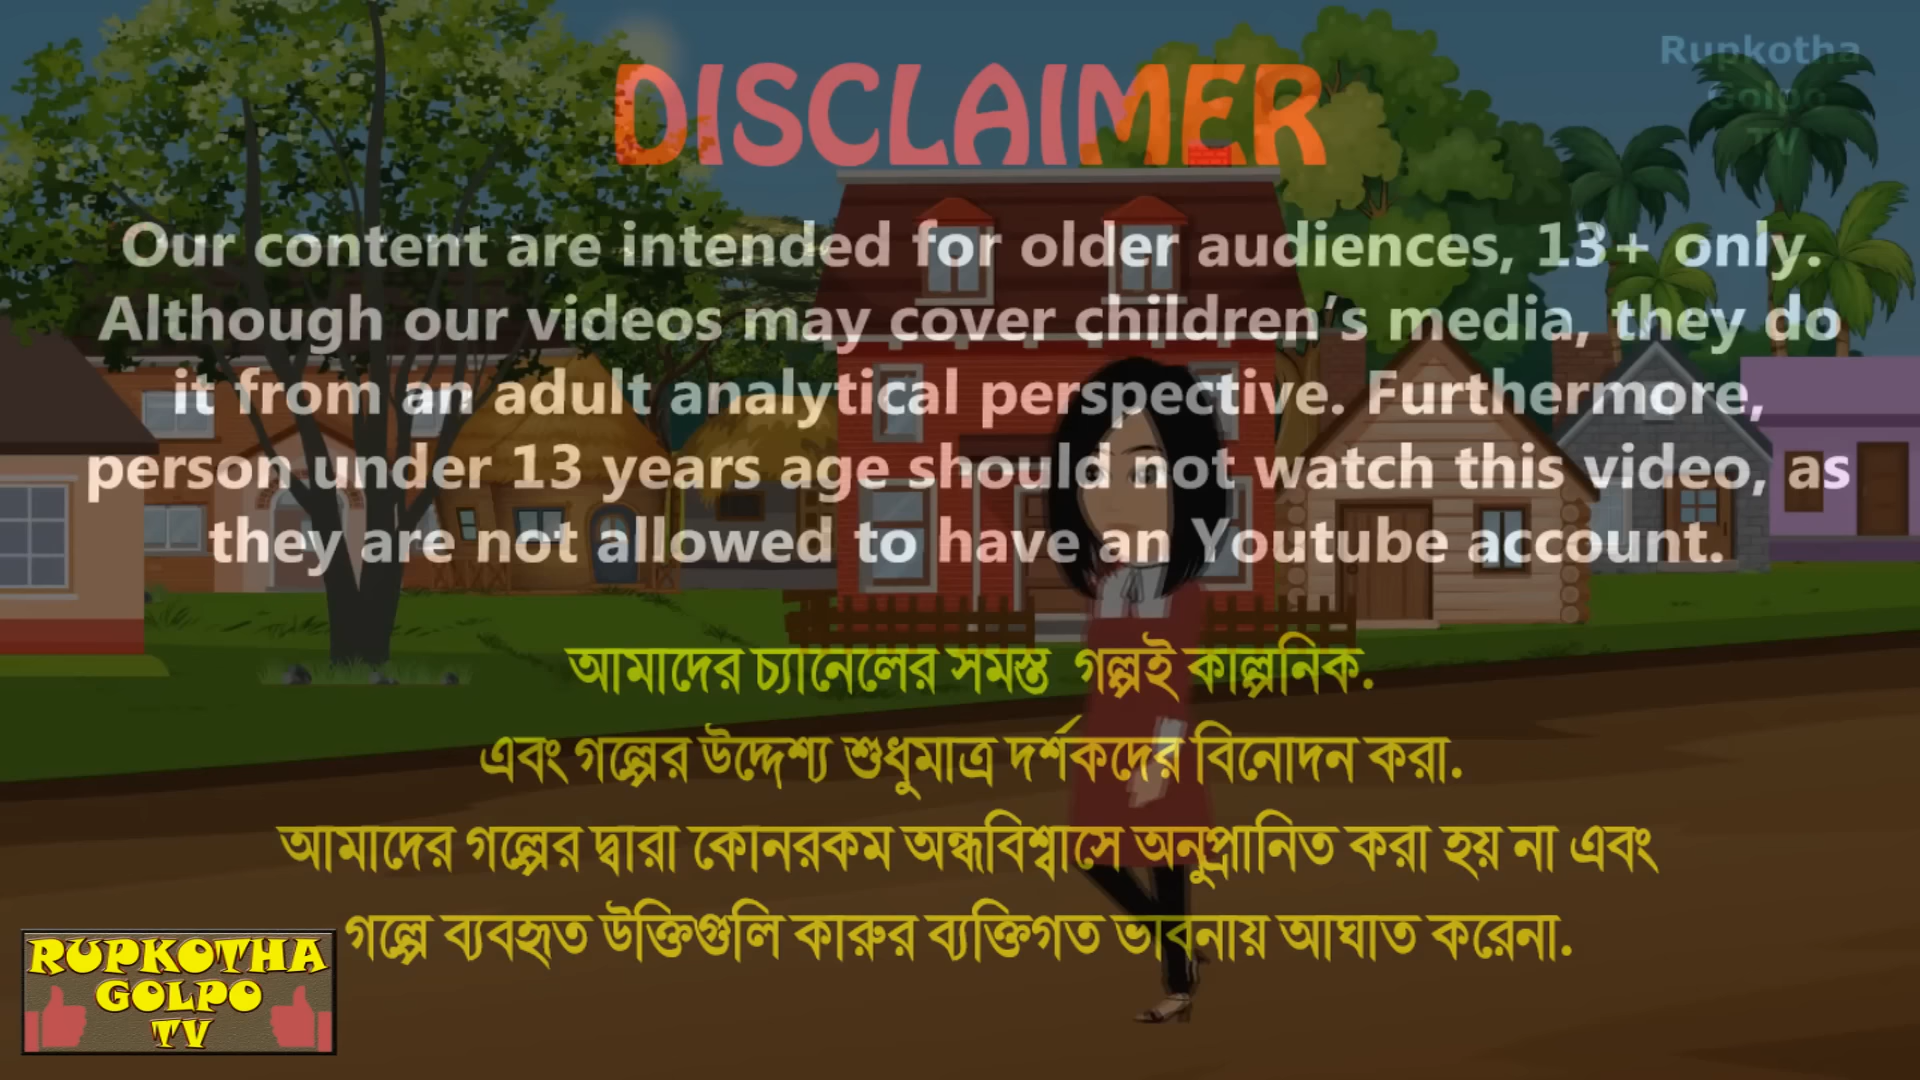 Rupkotha
Golpo
TV
DISCLAIMER
Our content are intended for older audiences, 13+ only.
Although our videos may cover children's media, they do
it from an adult analytical perspective. Furthermore,
person under 13 years age should not watch this video, as
they are not allowed to have an Youtube account.
আমাদের চ্যানেলের সমস্ত গল্পই কাল্পনিক.
এবং গল্পের উদ্দেশ্য শুধুমাত্র দর্শকদের বিনোদন করা.
আমাদের গল্পের দ্বারা কোনরকম অন্ধবিশ্বাসে অনুপ্রানিত করা হয় না এবং
গল্পে ব্যবহৃত উক্তিগুলি কারুর ব্যক্তিগত ভাবনায় আঘাত করেনা.
RUPKOTHA
GOLPO
TV